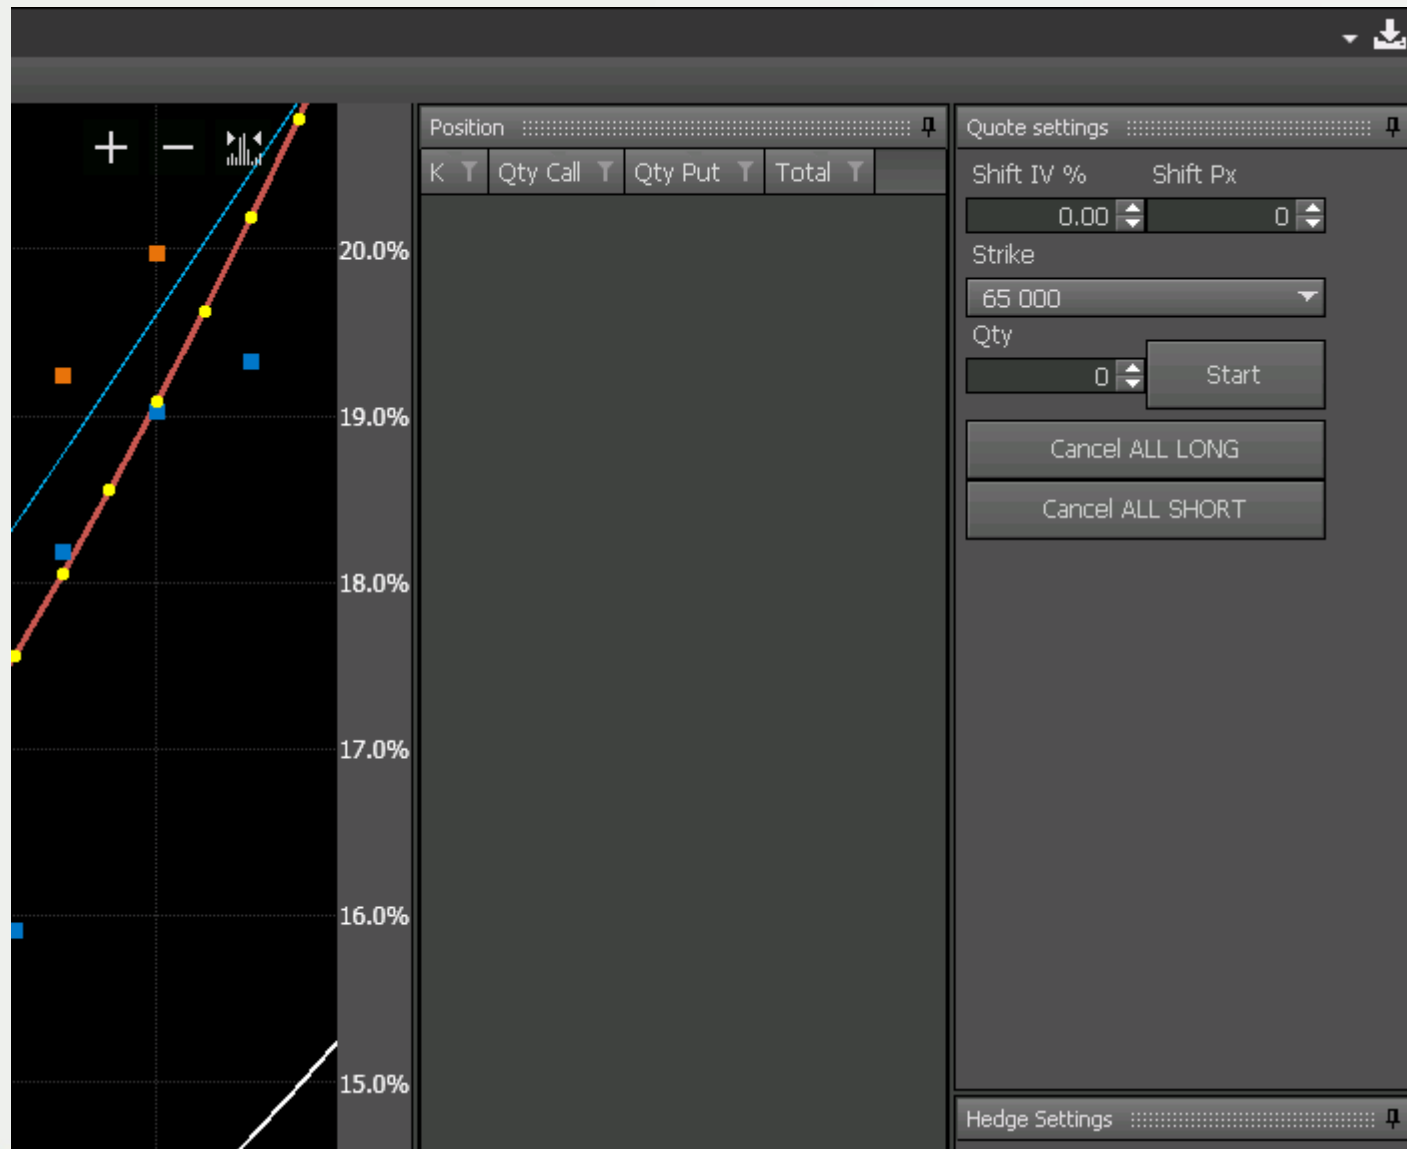 20.0%
19.0%
18.0%
17.0%
16.0%
15.0%
Position
K Qty Call Qty Put Total
Quote settings
Shift IV % Shift Px
0.00 0
Strike
65 000
Qty
0 Start
Cancel ALL LONG
Cancel ALL SHORT
Hedge Settings